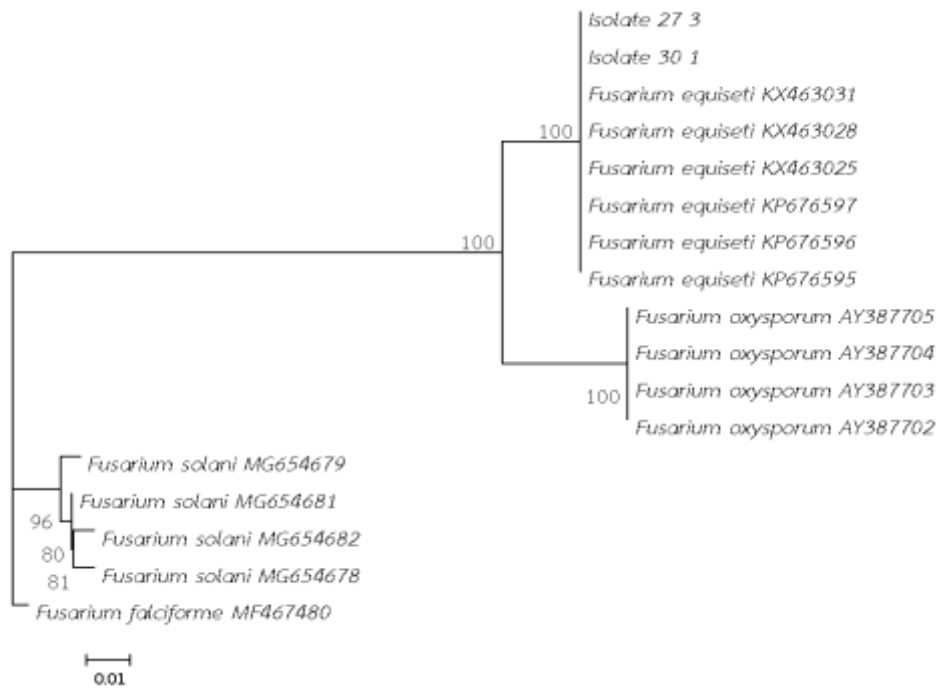 Isolate 27 3
Isolate 30 1
Fusarium equiseti KX463031
100
Fusarium equiseti KX463028
Fusarium equiseti KX463025
Fusarium equiseti KP676597
100
Fusarium equiseti KP676596
Fusarium equiseti KP676595
Fusarium oxysporum AY387705
Fusarium oxysporum AY387704
Fusarium oxysporum AY387703
100
Fusarium oxysporum AY387702
Fusarium solani MG654679
Fusarium solani MG654681
96
Fusarium solani MG654682
80
Fusarium solani MG654678
81
Fusarium falciforme MF467480
0.01